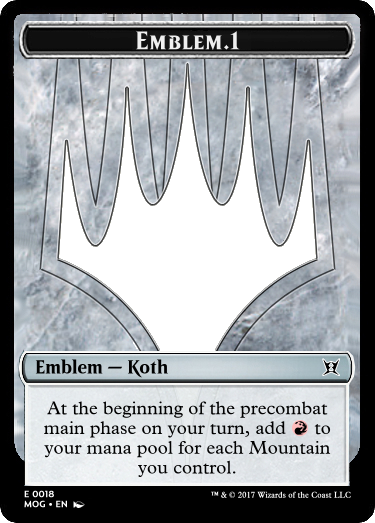 Emblem.1
Emblem — Koth
At the beginning of the precombat
main phase on your turn, add to
your mana pool for each Mountain
you control.
E 0018
MOG • EN
™ & © 2017 Wizards of the Coast LLC